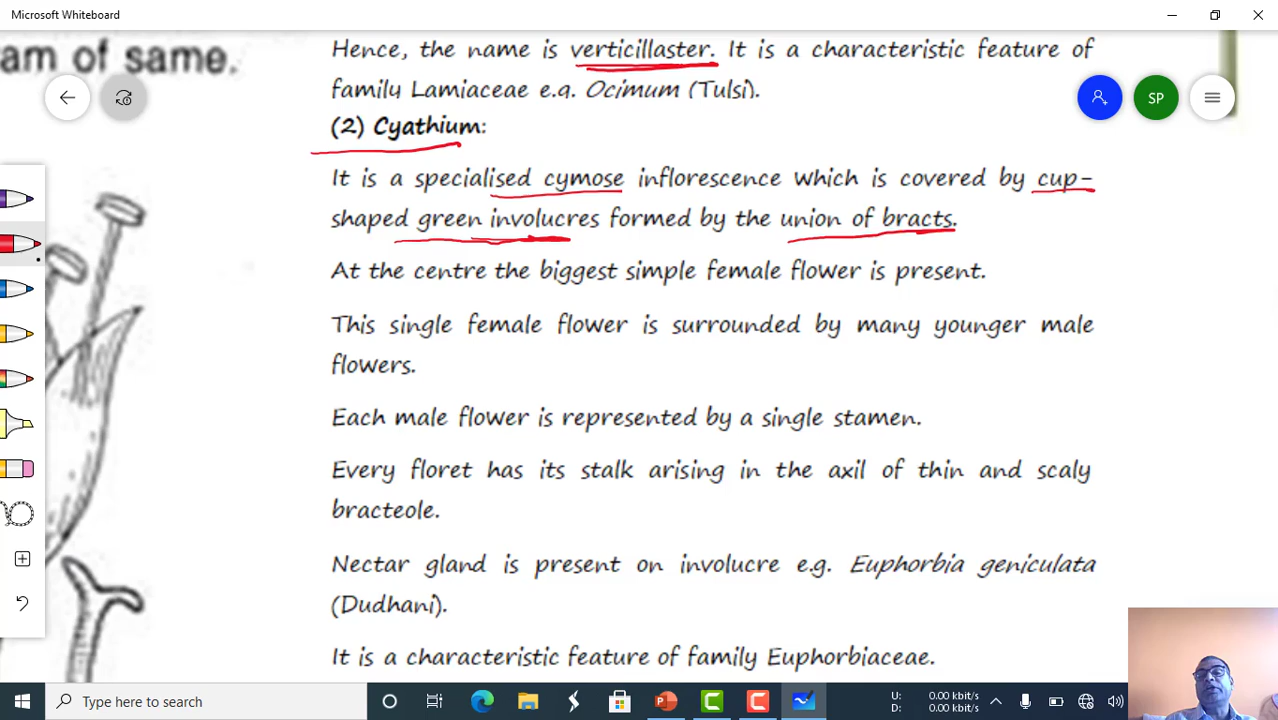 Microsoft Whiteboard
am of same.
Hence, the name is verticillaster. It is a characteristic feature of
family Lamiaceae e.g. Ocimum (Tulsi).
SP
(2) Cyathium:
It is a specialised cymose inflorescence which is covered by cup-
shaped green involucres formed by the union of bracts.
At the centre the biggest simple female flower is present.
This single female flower is surrounded by many younger male
flowers.
Each male flower is represented by a single stamen.
Every floret has its stalk arising in the axil of thin and scaly
bracteole.
Nectar gland is present on involucre e.g. Euphorbia geniculata
(Dudhani).
It is a characteristic feature of family Euphorbiaceae.
Type here to search
U: 0.00 kbit/s
D: 0.00 kbit/s